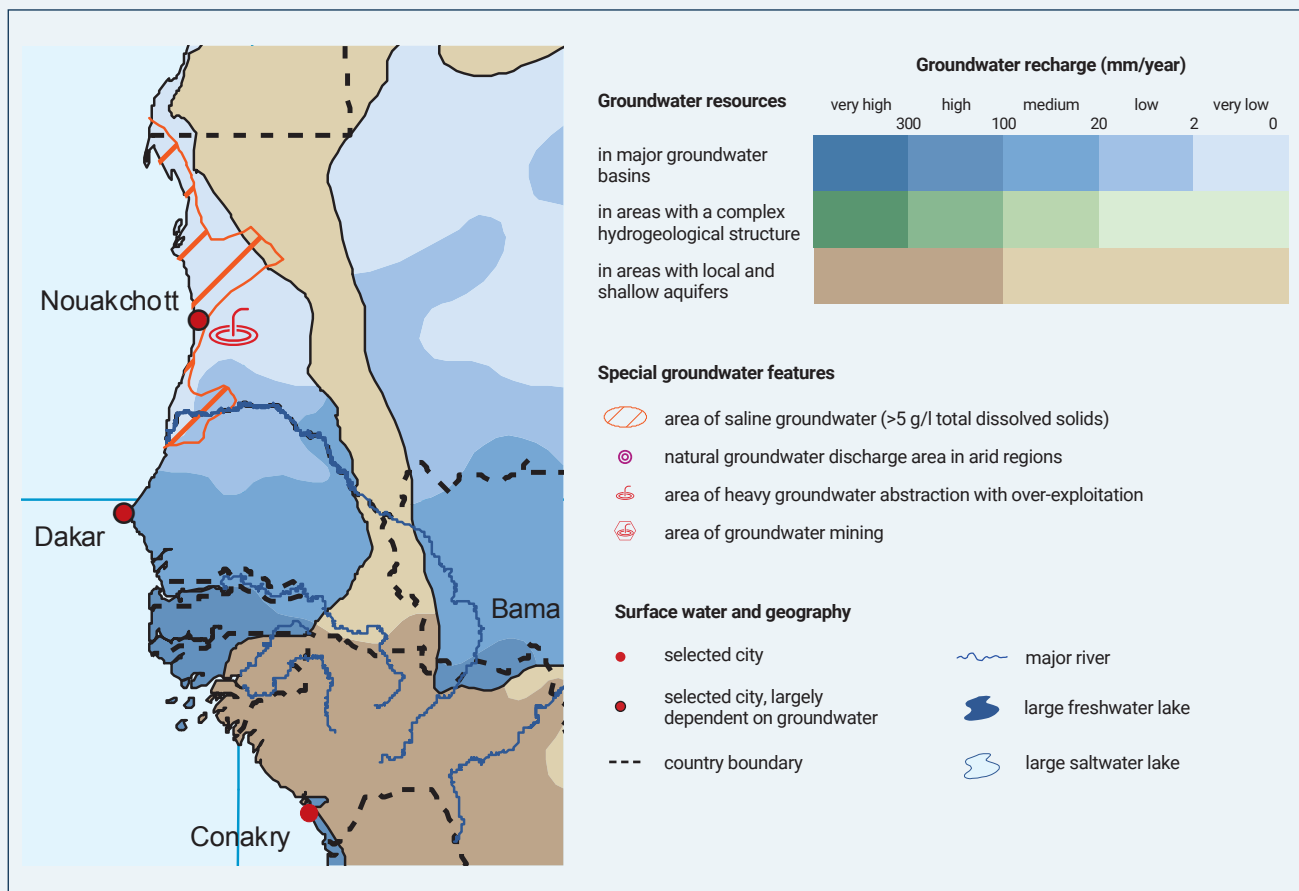 Nouakchott
Dakar
Bama
Conakry
Groundwater recharge (mm/year)
Groundwater resources
very high high medium low very low
300 100 20 2 0
in major groundwater
basins
in areas with a complex
hydrogeological structure
in areas with local and
shallow aquifers
Special groundwater features
area of saline groundwater (>5 g/l total dissolved solids)
natural groundwater discharge area in arid regions
area of heavy groundwater abstraction with over-exploitation
area of groundwater mining
Surface water and geography
selected city
selected city, largely
dependent on groundwater
country boundary
major river
large freshwater lake
large saltwater lake